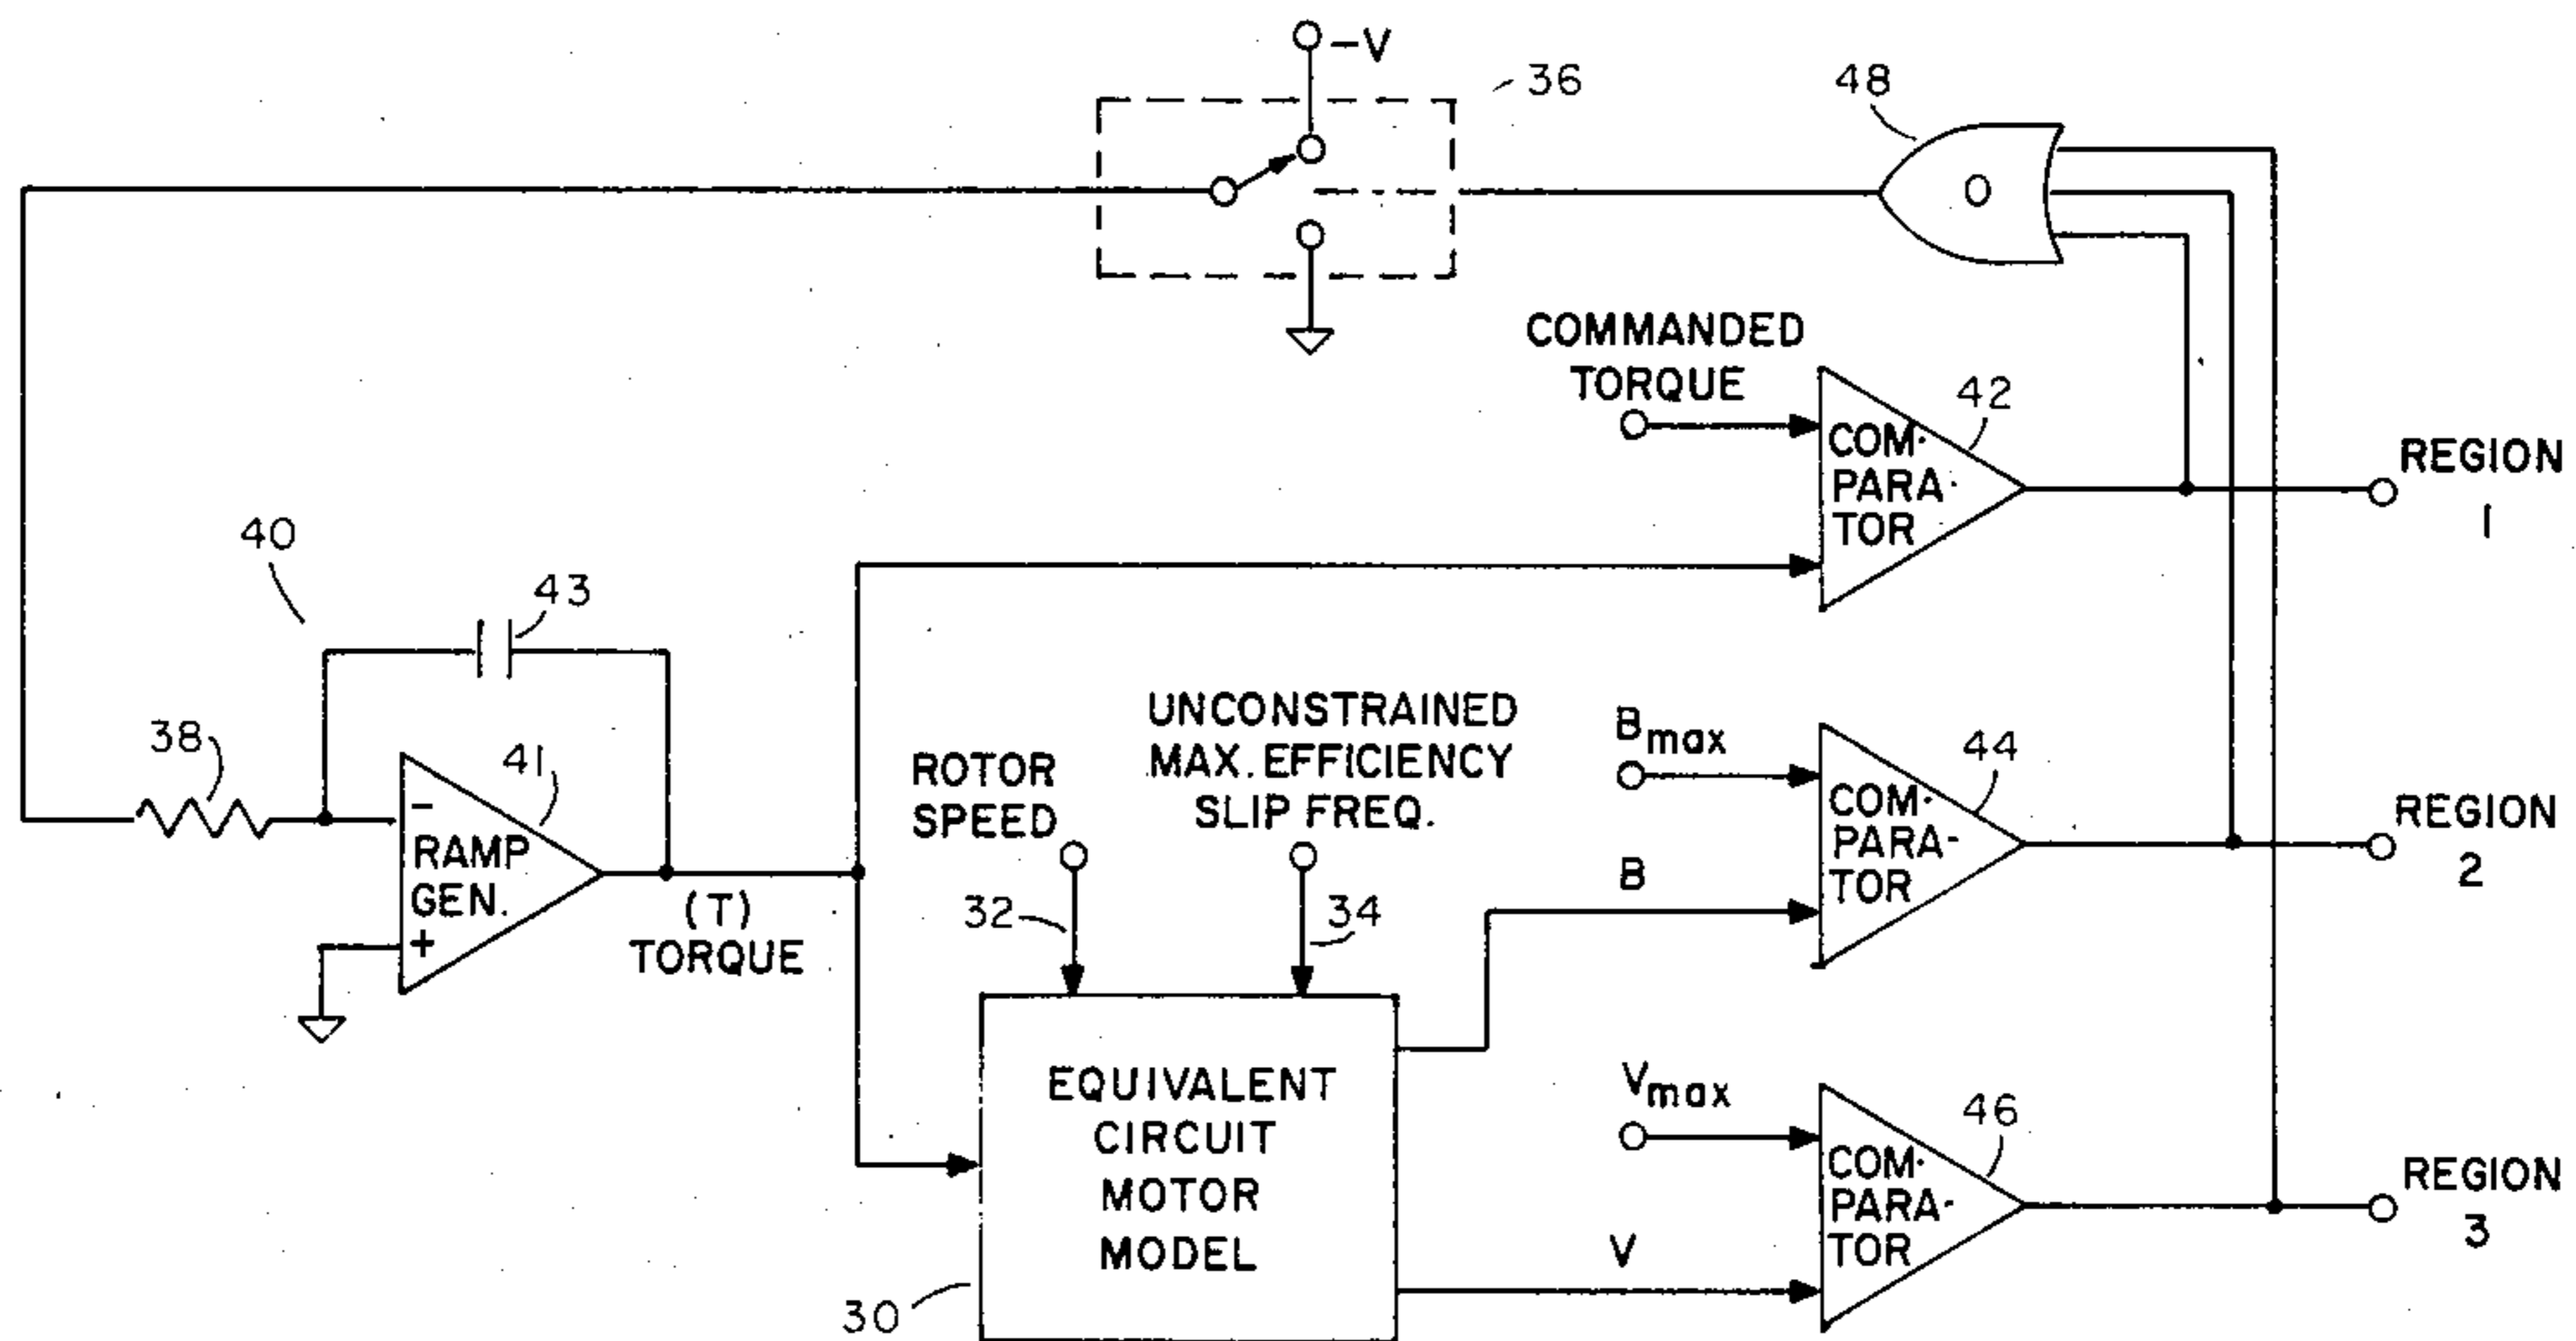 -V
36
48
COMMANDED
TORQUE
42
COM-
PARA-
TOR
REGION
1
40
43
38
41
-
RAMP
GEN.
+
(T)
TORQUE
ROTOR
SPEED
32
UNCONSTRAINED
MAX. EFFICIENCY
SLIP FREQ.
34
Bmax
B
44
COM-
PARA-
TOR
REGION
2
EQUIVALENT
CIRCUIT
MOTOR
MODEL
30
Vmax
V
46
COM-
PARA-
TOR
REGION
3
O